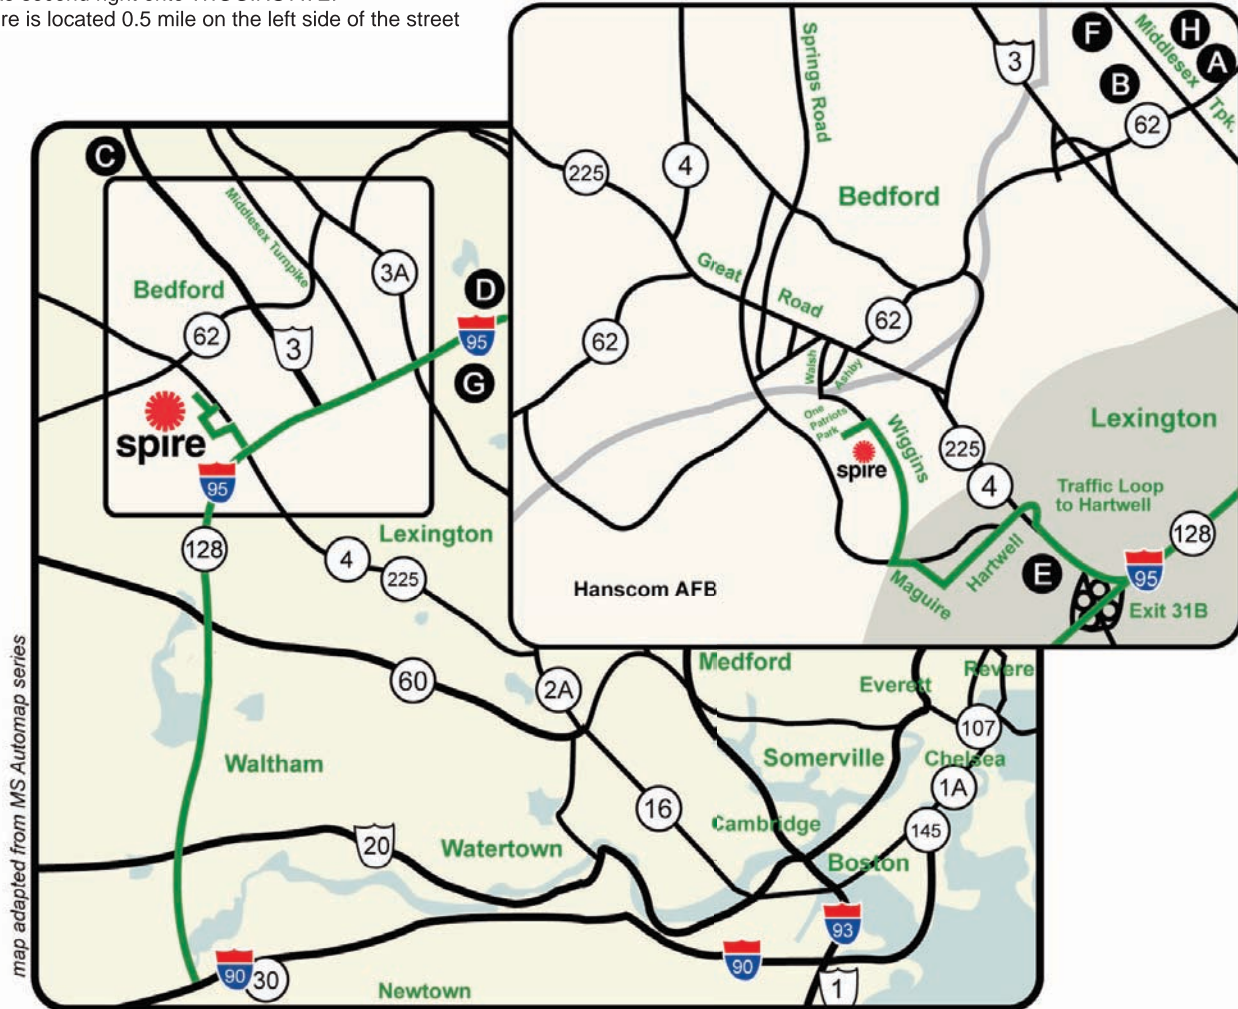 re is located 0.5 mile on the left side of the street
F
H
A
B
3
Middlesex
Tpk.
62
Springs Road
225
4
Bedford
Great
Road
62
62
Walsh
Ashby
One
Patriots
Park
Wiggins
spire
225
4
Lexington
Traffic Loop
to Hartwell
128
95
Exit 31B
E
Hartwell
Maguire
Hanscom AFB
C
Middlesex Turnpike
3A
Bedford
D
95
G
62
3
spire
95
128
Lexington
4
225
60
2A
Medford
Everett
Revere
107
Chelsea
1A
145
Somerville
Cambridge
Boston
16
Waltham
20
Watertown
93
90
90
30
1
Newtown
map adapted from MS Automap series